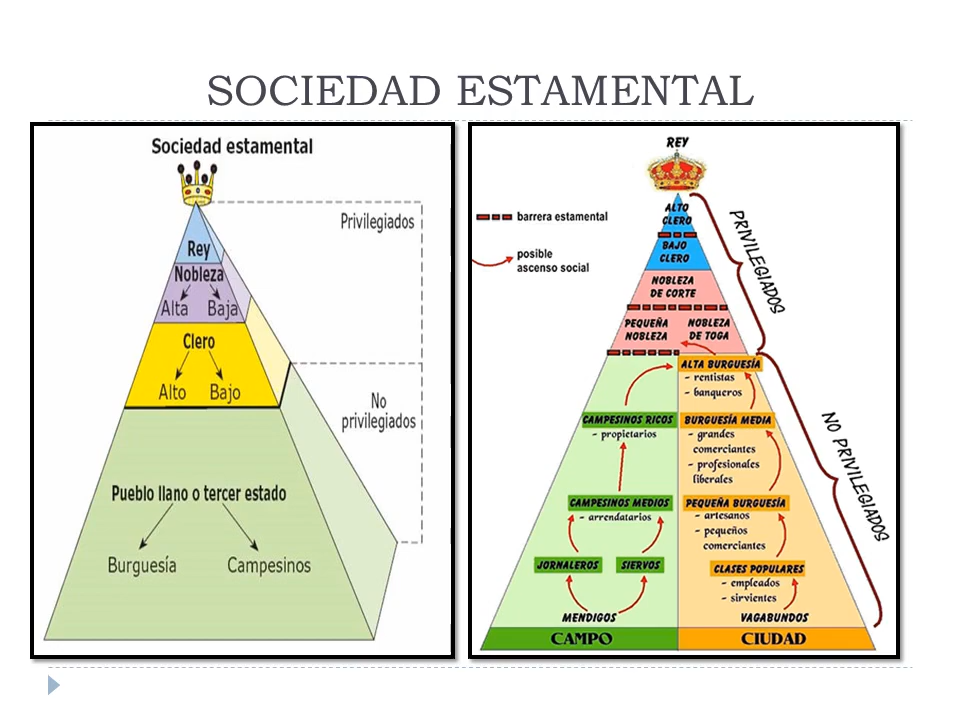 SOCIEDAD ESTAMENTAL
Sociedad estamental
Privilegiados
Rey
Nobleza
Alta Baja
Clero
Alto Bajo
No
privilegiados
Pueblo llano o tercer estado
Burguesía Campesinos
REY
barrera estamental
posible
ascenso social
ALTO
CLERO
BAJO
CLERO
NOBLEZA
DE CORTE
PEQUEÑA
NOBLEZA
NOBLEZA
DE TOGA
PRIVILEGIADOS
ALTA BURGUESÍA
- rentistas
- banqueros
CAMPESINOS RICOS
- propietarios
BURGUESÍA MEDIA
- grandes
comerciantes
- profesionales
liberales
NO PRIVILEGIADOS
CAMPESINOS MEDIOS
- arrendatarios
PEQUEÑA BURGUESÍA
- artesanos
- pequeños
comerciantes
JORNALEROS SIERVOS
CLASES POPULARES
- empleados
- sirvientes
MENDIGOS
VAGABUNDOS
CAMPO CIUDAD